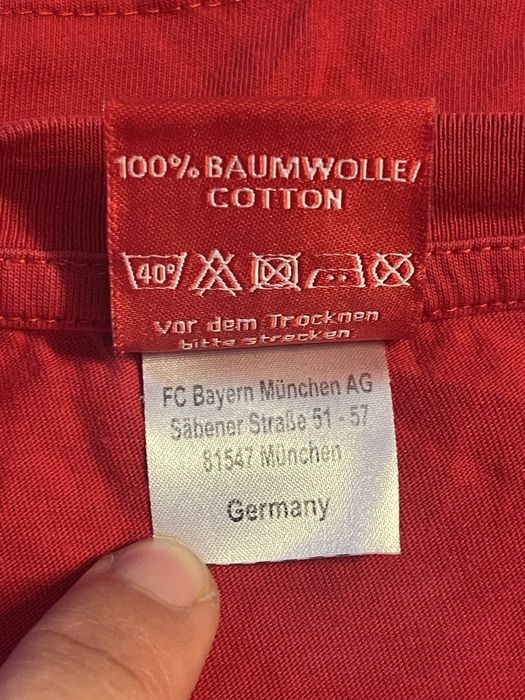 100% BAUMWOLLE/
COTTON
40°
Vor dem Trocknen
bitte strecken.
FC Bayern München AG
Säbener Straße 51 - 57
81547 München
Germany